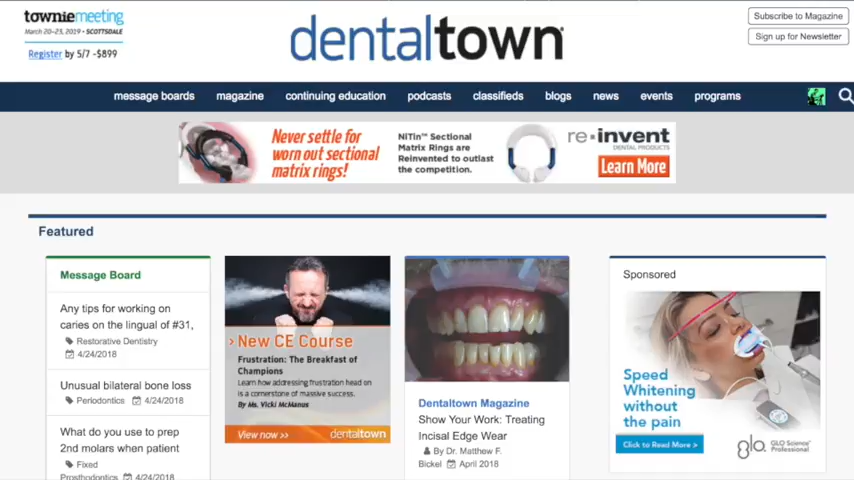 towniemeeting
March 20–23, 2019 • SCOTTSDALE
Register by 5/7 -$899
dentaltown
Subscribe to Magazine
Sign up for Newsletter
message boards magazine continuing education podcasts classifieds blogs news events programs
Never settle for
worn out sectional
matrix rings!
NiTin™ Sectional
Matrix Rings are
Reinvented to outlast
the competition.
re•invent
DENTAL PRODUCTS
Learn More
Featured
Message Board
Any tips for working on
caries on the lingual of #31,
Restorative Dentistry
4/24/2018
Unusual bilateral bone loss
Periodontics 4/24/2018
What do you use to prep
2nd molars when patient
Fixed
Prosthodontics 4/24/2018
› New CE Course
Frustration: The Breakfast of
Champions
Learn how addressing frustration head on
is a cornerstone of massive success.
By Ms. Vicki McManus
View now >> dentaltown
Dentaltown Magazine
Show Your Work: Treating
Incisal Edge Wear
By Dr. Matthew F.
Bickel April 2018
Sponsored
Speed
Whitening
without
the pain
Click to Read More >
glo
GLO Science®
Professional